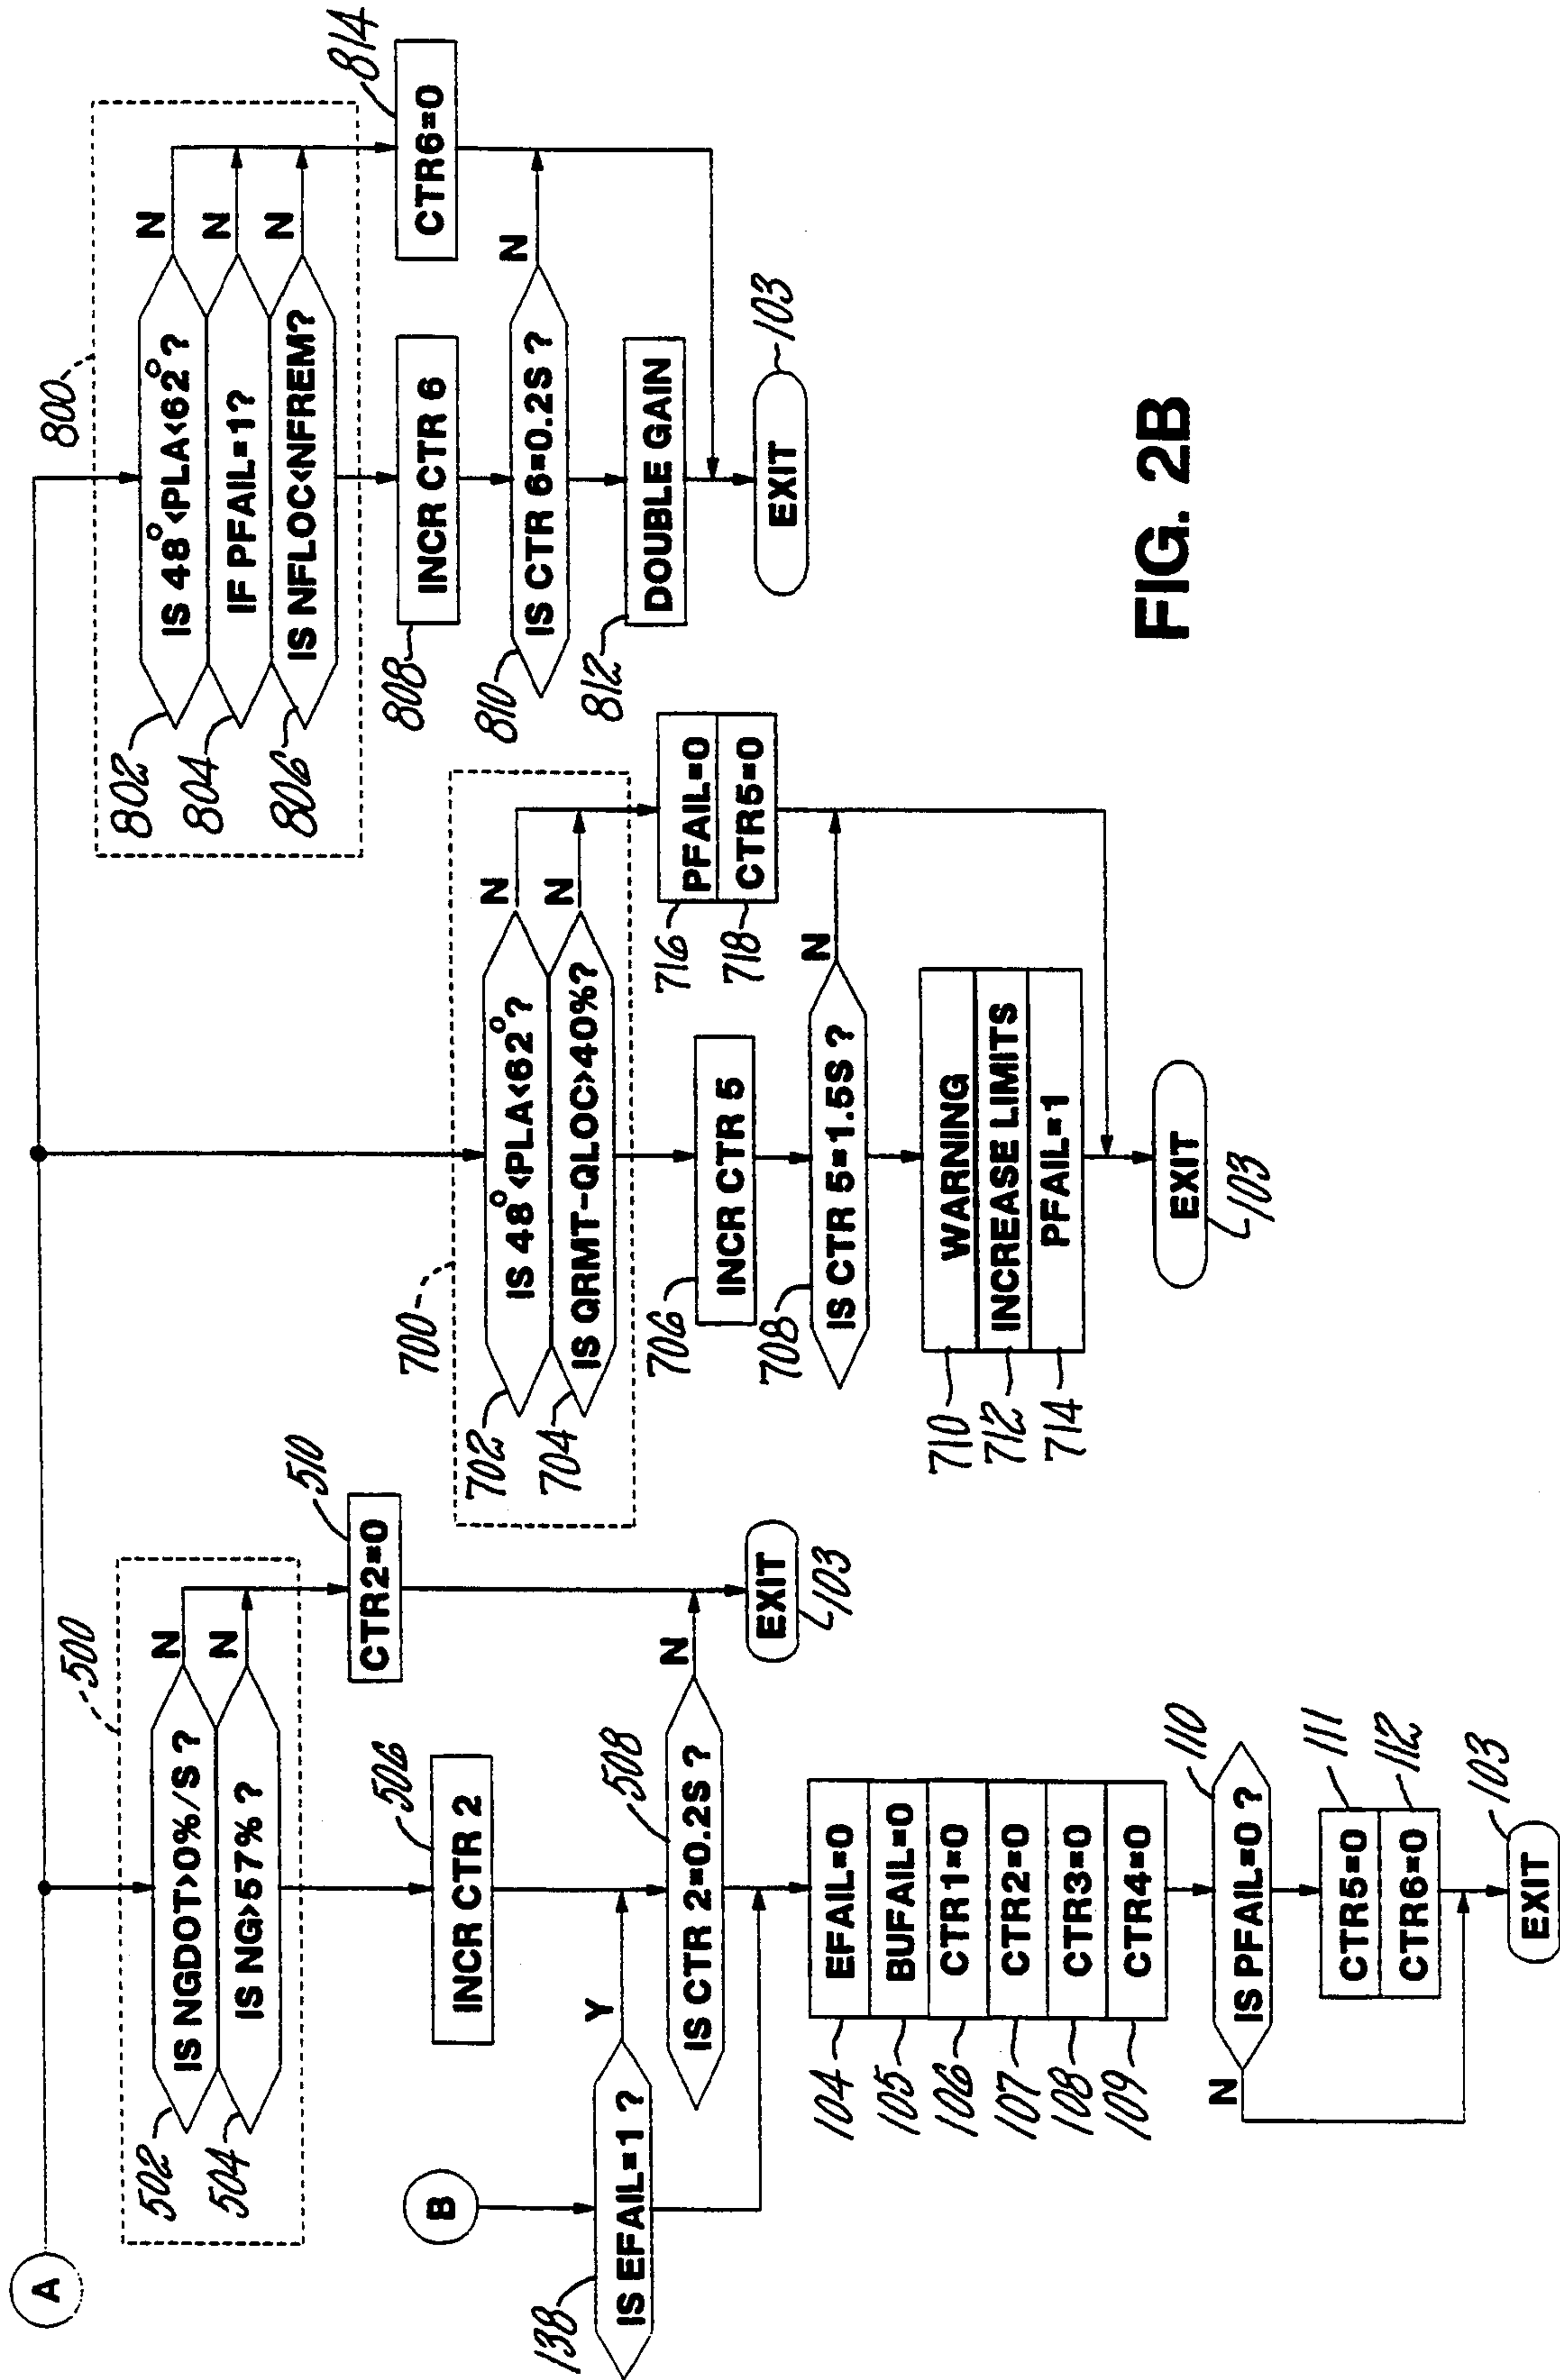 A
500
502
IS NGDOT>0%/S ?
N
504
IS NG>57% ?
N
510
CTR2=0
506
INCR CTR 2
B
138
IS EFAIL=1 ?
Y
508
IS CTR 2=0.2S ?
N
EXIT
103
104
EFAIL=0
105
BUFAIL=0
106
CTR1=0
107
CTR2=0
108
CTR3=0
109
CTR4=0
110
IS PFAIL=0 ?
N
111
CTR5=0
112
CTR6=0
EXIT
103
700
702
IS 48°<PLA<62°?
N
704
IS QRMT-QLOC>40%?
N
706
INCR CTR 5
716
PFAIL=0
718
CTR5=0
708
IS CTR 5=1.5S ?
N
710
WARNING
712
INCREASE LIMITS
714
PFAIL=1
EXIT
103
800
802
IS 48°<PLA<62°?
N
804
IF PFAIL=1?
N
806
IS NFLOC<NFREM?
N
808
INCR CTR 6
814
CTR6=0
810
IS CTR 6=0.2S ?
N
812
DOUBLE GAIN
EXIT
103
FIG. 2B